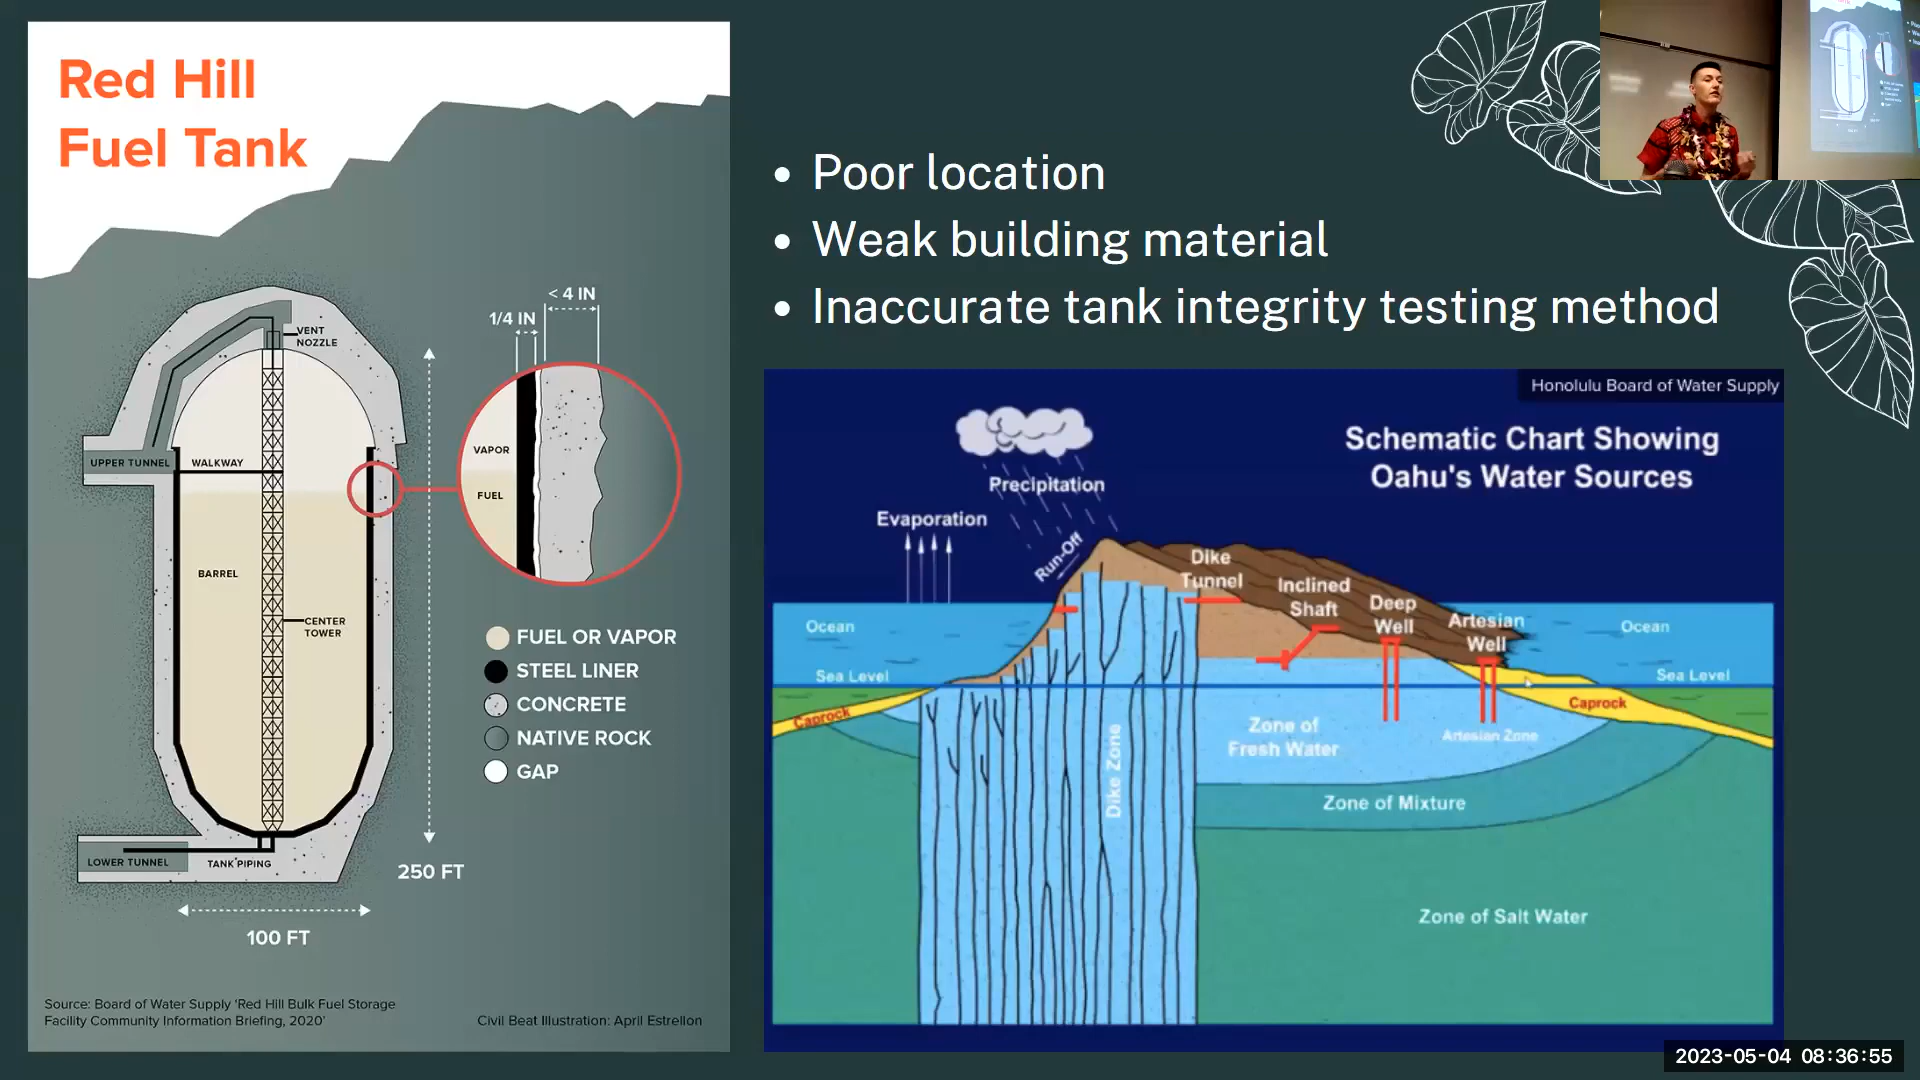 Red Hill
Fuel Tank
< 4 IN
1/4 IN
VENT
NOZZLE
VAPOR
FUEL
UPPER TUNNEL
WALKWAY
BARREL
CENTER
TOWER
FUEL OR VAPOR
STEEL LINER
CONCRETE
NATIVE ROCK
GAP
LOWER TUNNEL
TANK PIPING
250 FT
100 FT
Source: Board of Water Supply 'Red Hill Bulk Fuel Storage
Facility Community Information Briefing, 2020'
Civil Beat Illustration: April Estrellon
• Poor location
• Weak building material
• Inaccurate tank integrity testing method
Honolulu Board of Water Supply
Schematic Chart Showing
Oahu's Water Sources
Precipitation
Evaporation
Run-Off
Dike
Tunnel
Inclined
Shaft
Deep
Well
Artesian
Well
Ocean
Ocean
Sea Level
Sea Level
Caprock
Caprock
Zone of
Fresh Water
Artesian Zone
Dike Zone
Zone of Mixture
Zone of Salt Water
2023-05-04 08:36:55